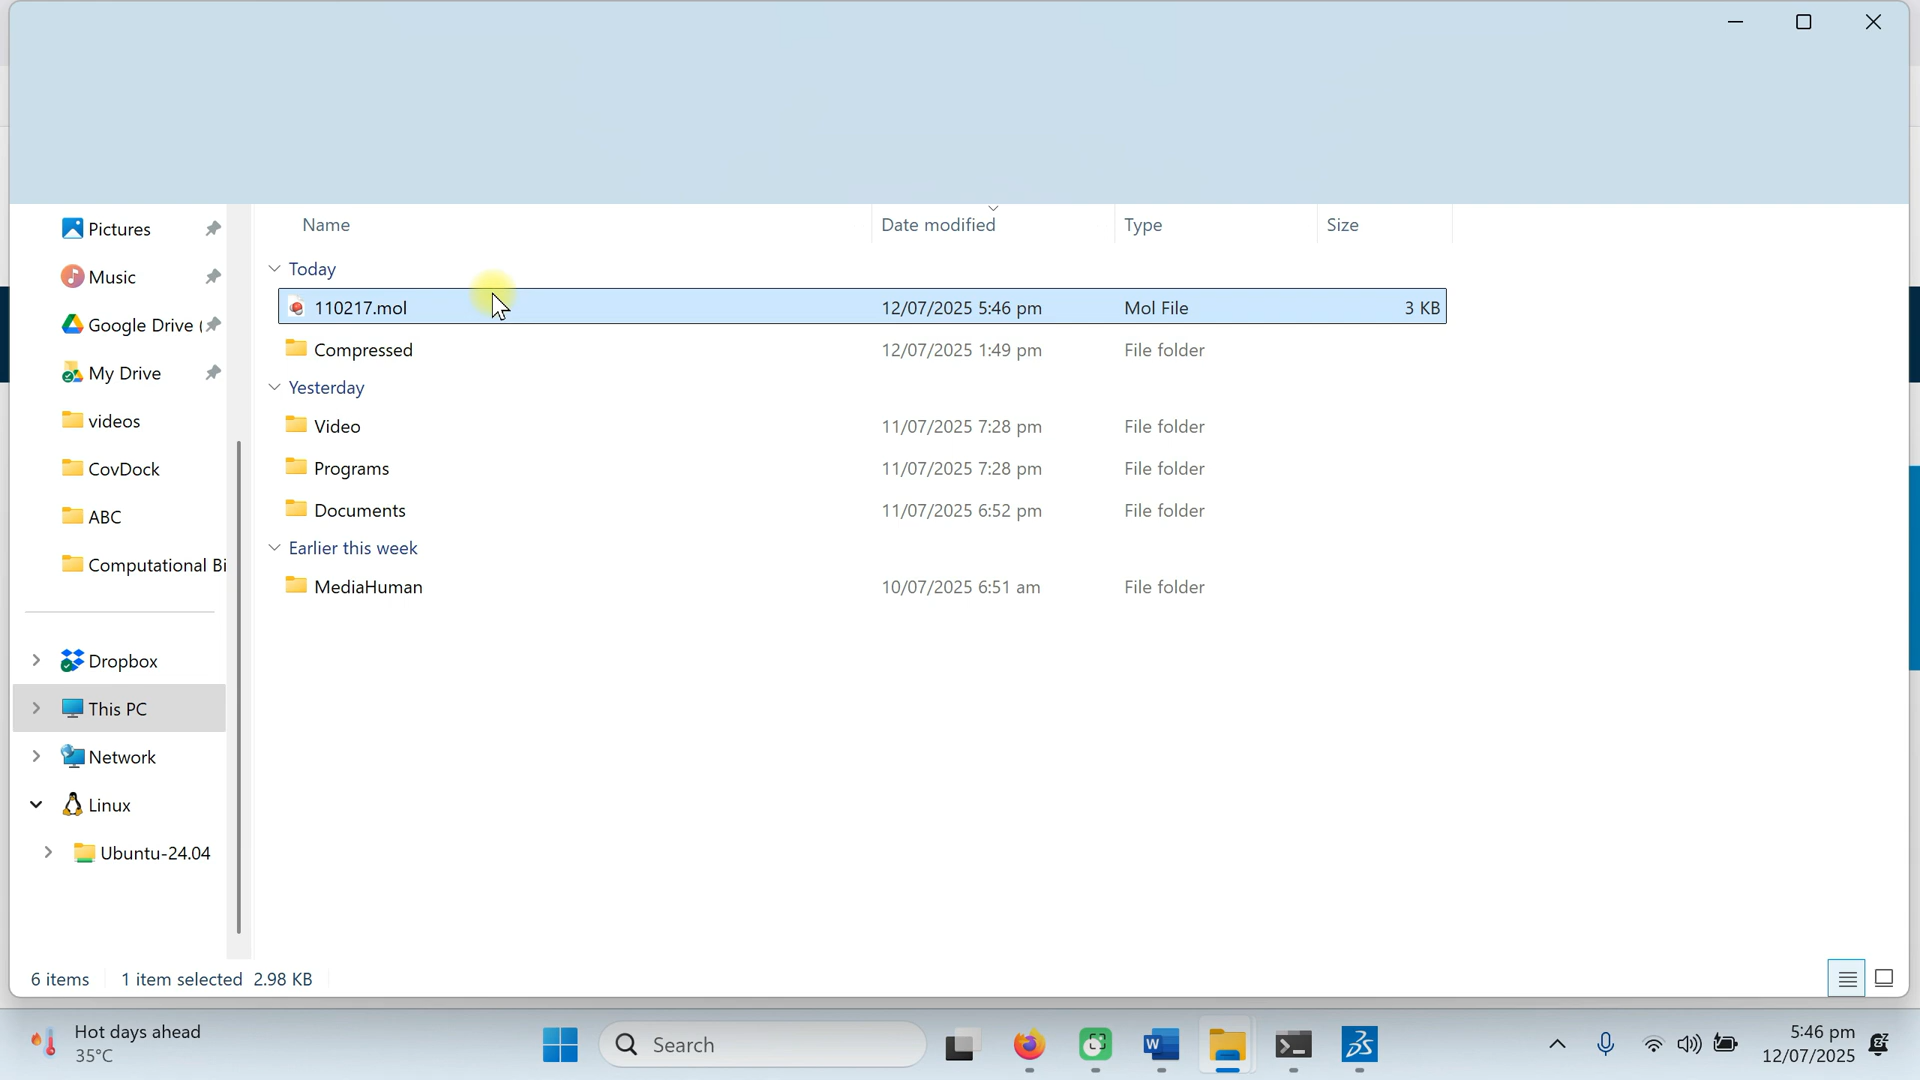 Name Date modified Type Size
Today
110217.mol 12/07/2025 5:46 pm Mol File 3 KB
Compressed 12/07/2025 1:49 pm File folder
Yesterday
Video 11/07/2025 7:28 pm File folder
Programs 11/07/2025 7:28 pm File folder
Documents 11/07/2025 6:52 pm File folder
Earlier this week
MediaHuman 10/07/2025 6:51 am File folder
Pictures
Music
Google Drive (
My Drive
videos
CovDock
ABC
Computational Bi
Dropbox
This PC
Network
Linux
Ubuntu-24.04
6 items 1 item selected 2.98 KB
Hot days ahead
35°C
Search
5:46 pm
12/07/2025